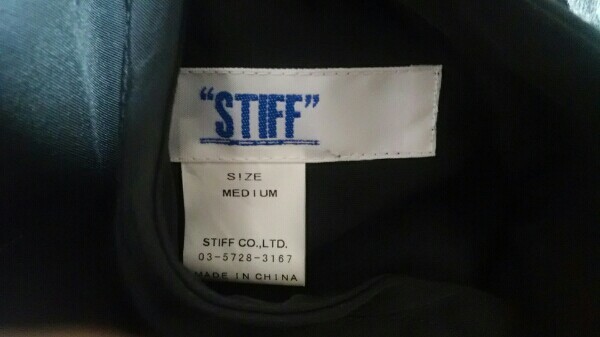 “STIFF”
SIZE
MEDIUM
STIFF CO.,LTD.
03-5728-3167
MADE IN CHINA